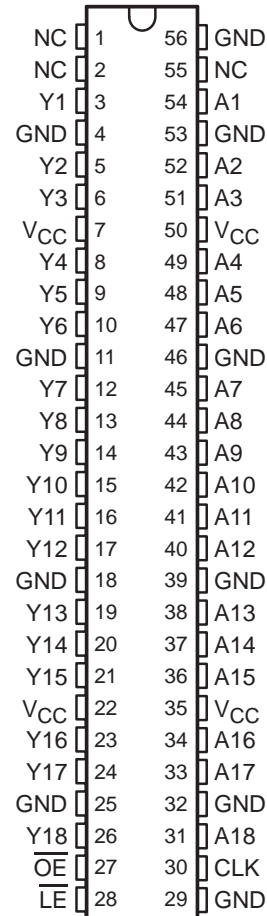 NC 1 56 GND
NC 2 55 NC
Y1 3 54 A1
GND 4 53 GND
Y2 5 52 A2
Y3 6 51 A3
VCC 7 50 VCC
Y4 8 49 A4
Y5 9 48 A5
Y6 10 47 A6
GND 11 46 GND
Y7 12 45 A7
Y8 13 44 A8
Y9 14 43 A9
Y10 15 42 A10
Y11 16 41 A11
Y12 17 40 A12
GND 18 39 GND
Y13 19 38 A13
Y14 20 37 A14
Y15 21 36 A15
VCC 22 35 VCC
Y16 23 34 A16
Y17 24 33 A17
GND 25 32 GND
Y18 26 31 A18
O̅E̅ 27 30 CLK
L̅E̅ 28 29 GND